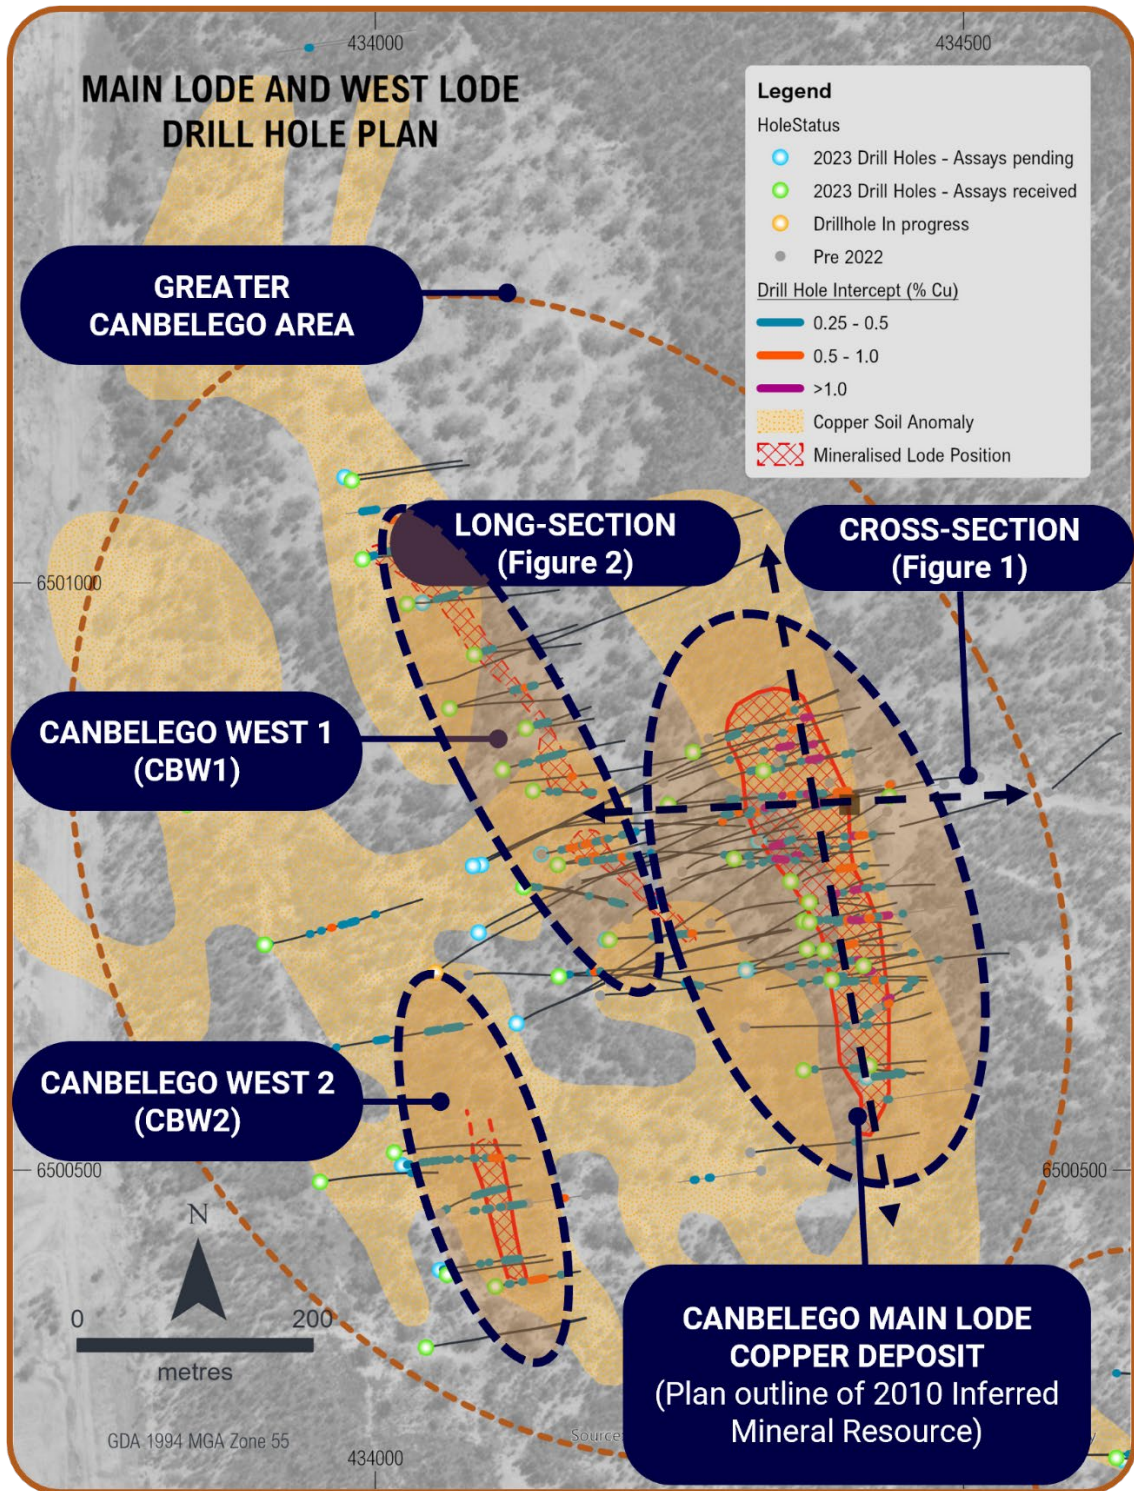 434000
434500
MAIN LODE AND WEST LODE
DRILL HOLE PLAN
Legend
HoleStatus
2023 Drill Holes - Assays pending
2023 Drill Holes - Assays received
Drillhole In progress
Pre 2022
Drill Hole Intercept (% Cu)
0.25 - 0.5
0.5 - 1.0
>1.0
Copper Soil Anomaly
Mineralised Lode Position
GREATER
CANBELEGO AREA
LONG-SECTION
(Figure 2)
CROSS-SECTION
(Figure 1)
6501000
CANBELEGO WEST 1
(CBW1)
CANBELEGO WEST 2
(CBW2)
6500500
6500500
N
0
200
metres
CANBELEGO MAIN LODE
COPPER DEPOSIT
(Plan outline of 2010 Inferred
Mineral Resource)
GDA 1994 MGA Zone 55
Source:
434000